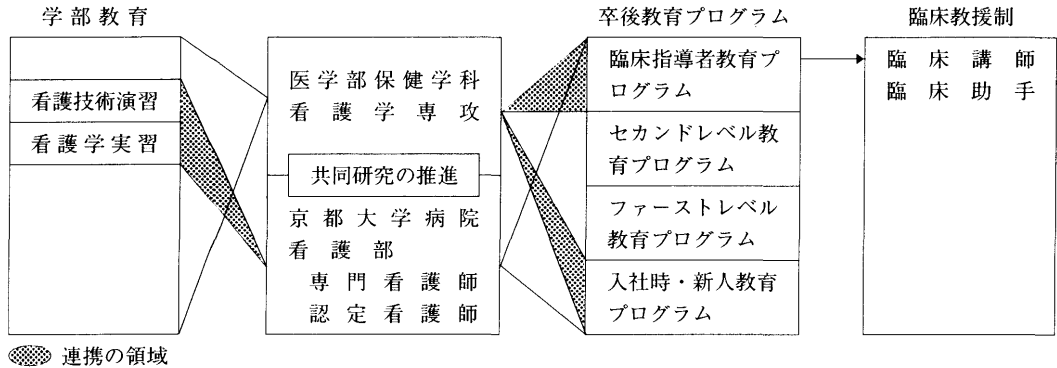 学部教育
看護技術演習
看護学実習
医学部保健学科
看護学専攻
共同研究の推進
京都大学病院
看護部
専門看護師
認定看護師
卒後教育プログラム
臨床指導者教育プ
ログラム
セカンドレベル教
育プログラム
ファーストレベル
教育プログラム
入社時・新人教育
プログラム
臨床教援制
臨床講師
臨床助手
連携の領域